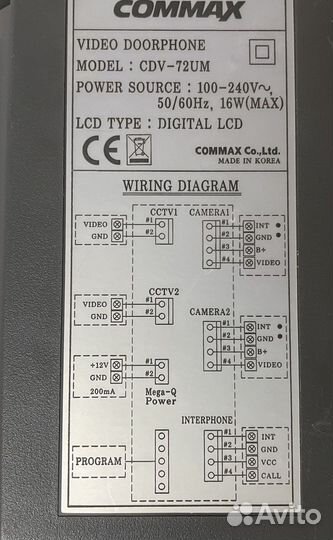 COMMAX
VIDEO DOORPHONE
MODEL : CDV-72UM
POWER SOURCE : 100-240V~,
50/60Hz, 16W(MAX)
LCD TYPE : DIGITAL LCD
CE
COMMAX Co.,Ltd.
MADE IN KOREA
WIRING DIAGRAM
CCTV1 CAMERA1
VIDEO #1 #1 INT
GND #2 #2 GND
#3 B+
#4 VIDEO
CCTV2
VIDEO #1 CAMERA2
GND #2 #1 INT
#2 GND
#3 B+
+12V #1 #4 VIDEO
GND #2
200mA Mega-Q
Power
INTERPHONE
#1 INT
#2 GND
PROGRAM #3 VCC
#4 CALL
Avito